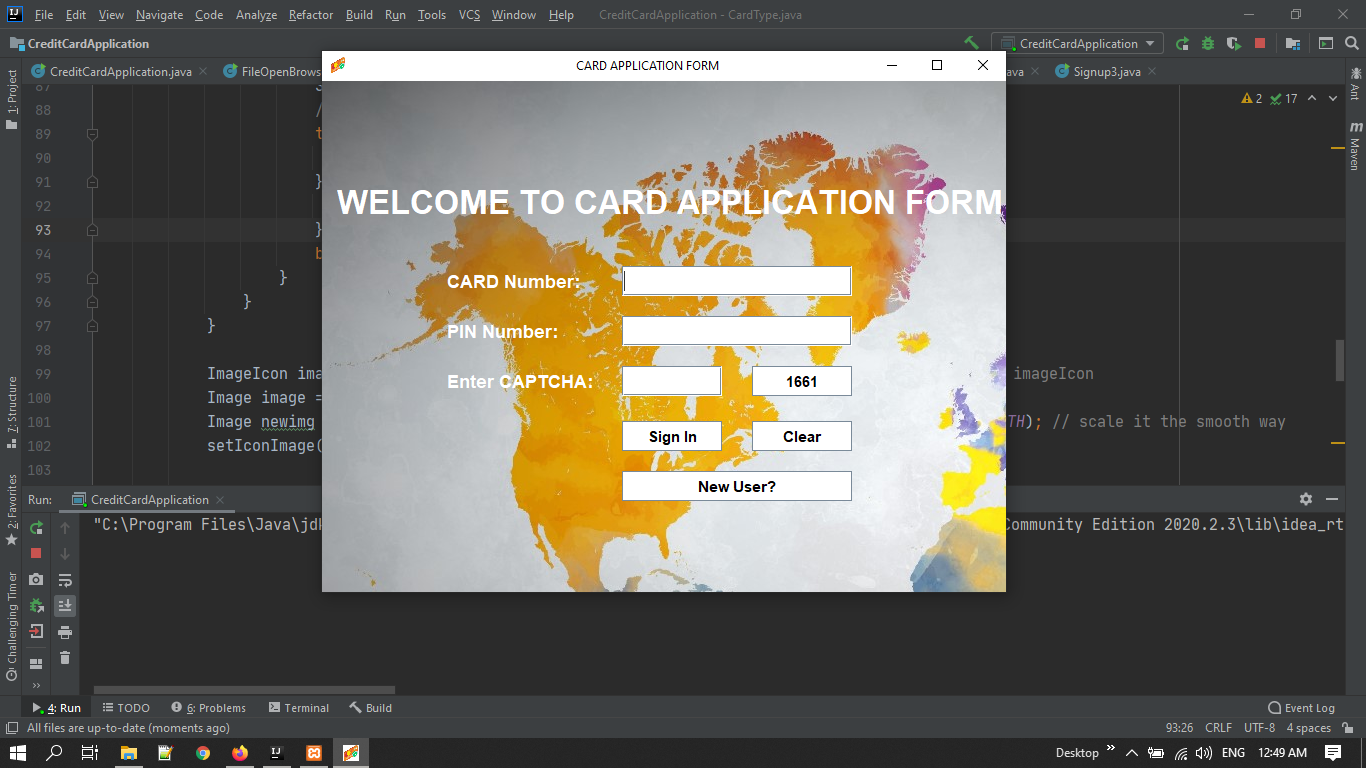 File Edit View Navigate Code Analyze Refactor Build Run Tools VCS Window Help CreditCardApplication - CardType.java
CreditCardApplication
CreditCardApplication
CreditCardApplication.java
FileOpenBrows
ava
Signup3.java
CARD APPLICATION FORM
2 17
87
88 /
89 t
90
91 }
92
93 }
94 b
95 }
96 }
97 }
98
99 ImageIcon ima imageIcon
100 Image image =
101 Image newimg TH); // scale it the smooth way
102 setIconImage(
103
WELCOME TO CARD APPLICATION FORM
CARD Number:
PIN Number:
Enter CAPTCHA: 1661
Sign In Clear
New User?
1: Project
7: Structure
2: Favorites
Challenging Timer
Ant
m
Maven
Run: CreditCardApplication
"C:\Program Files\Java\jd Community Edition 2020.2.3\lib\idea_rt
4: Run TODO 6: Problems Terminal Build Event Log
All files are up-to-date (moments ago) 93:26 CRLF UTF-8 4 spaces
Desktop ENG 12:49 AM